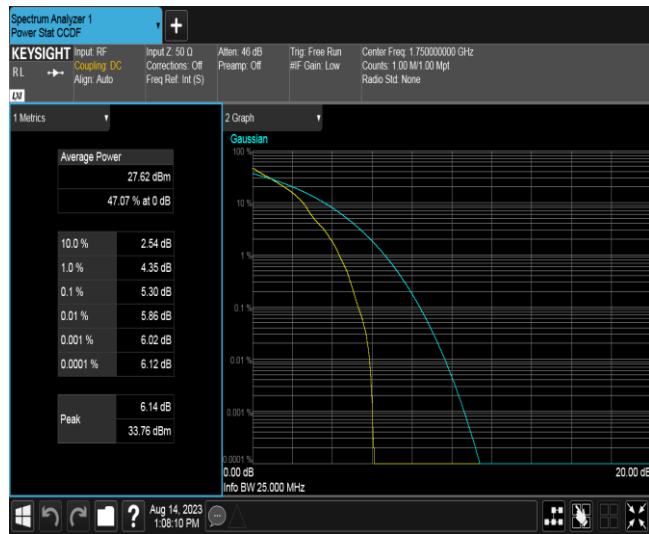 Spectrum Analyzer 1
Power Stat CCDF
+
KEYSIGHT
RL
LXI
Input: RF
Coupling: DC
Align: Auto
Input Z: 50 Ω
Corrections: Off
Freq Ref: Int (S)
Atten: 46 dB
Preamp: Off
Trig: Free Run
#IF Gain: Low
Center Freq: 1.750000000 GHz
Counts: 1.00 M/1.00 Mpt
Radio Std: None
1 Metrics
Average Power
27.62 dBm
47.07 % at 0 dB
10.0 % 2.54 dB
1.0 % 4.35 dB
0.1 % 5.30 dB
0.01 % 5.86 dB
0.001 % 6.02 dB
0.0001 % 6.12 dB
Peak
6.14 dB
33.76 dBm
2 Graph
Gaussian
100 %
10 %
1 %
0.1 %
0.01 %
0.001 %
0.0001 %
0.00 dB 20.00 dB
Info BW 25.000 MHz
?
Aug 14, 2023
1:08:10 PM